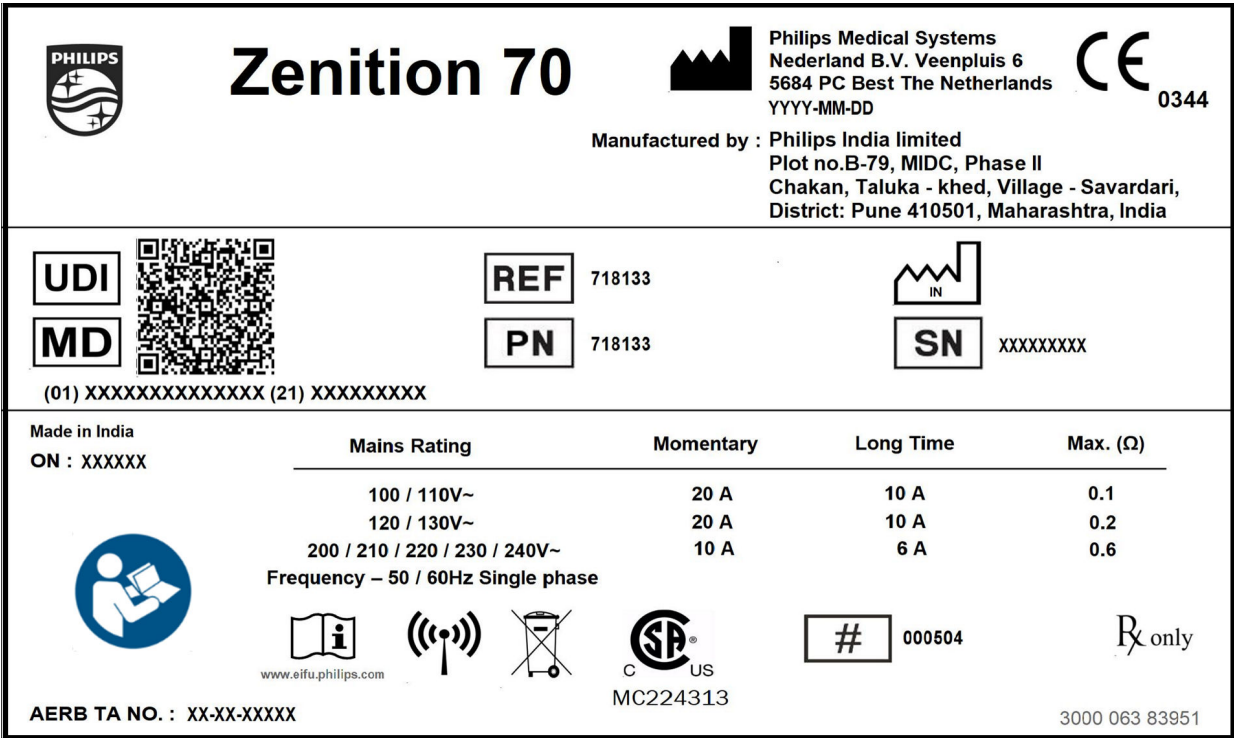 PHILIPS
Zenition 70
Philips Medical Systems
Nederland B.V. Veenpluis 6
5684 PC Best The Netherlands
YYYY-MM-DD
0344
Manufactured by : Philips India limited
Plot no.B-79, MIDC, Phase II
Chakan, Taluka - khed, Village - Savardari,
District: Pune 410501, Maharashtra, India
UDI
REF 718133
IN
MD
PN 718133
SN XXXXXXXXX
(01) XXXXXXXXXXXXXX (21) XXXXXXXXX
Made in India
ON : XXXXXX
Mains Rating Momentary Long Time Max. (Ω)
100 / 110V~ 20 A 10 A 0.1
120 / 130V~ 20 A 10 A 0.2
200 / 210 / 220 / 230 / 240V~ 10 A 6 A 0.6
Frequency – 50 / 60Hz Single phase
i
www.eifu.philips.com
CSA ®
C US
MC224313
# 000504
Rx only
AERB TA NO. : XX-XX-XXXXX
3000 063 83951